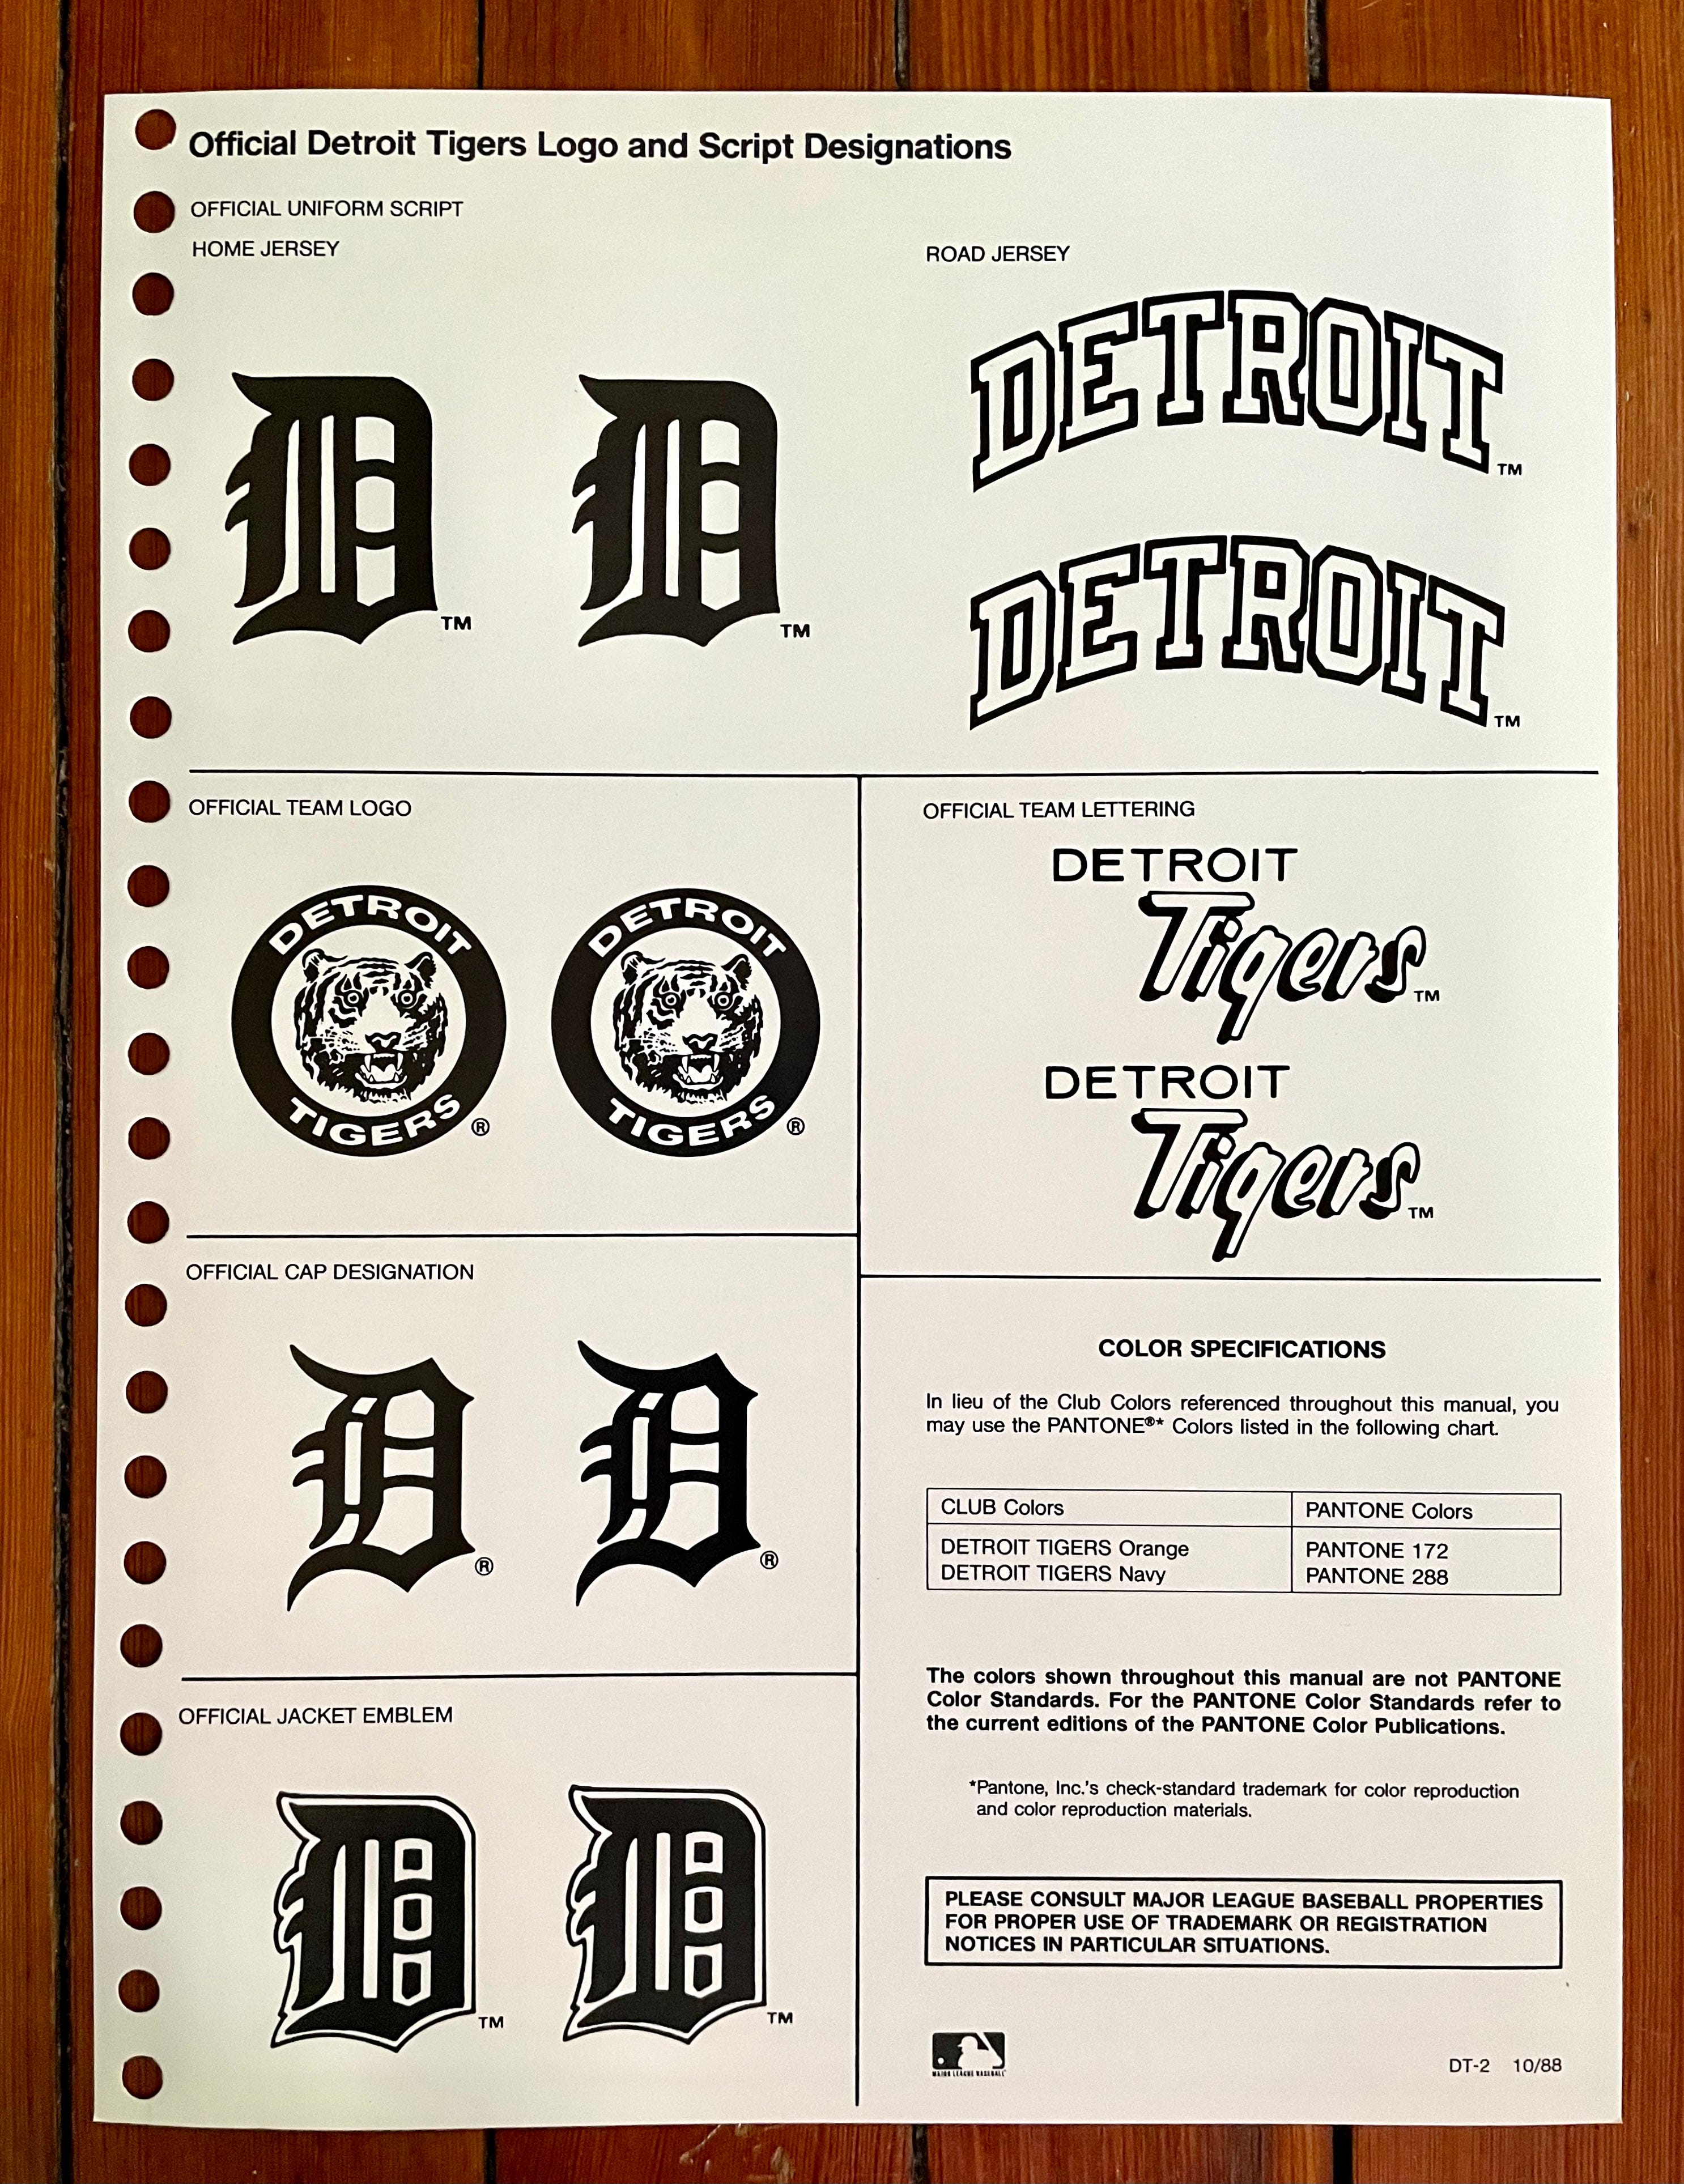 Official Detroit Tigers Logo and Script Designations
OFFICIAL UNIFORM SCRIPT
HOME JERSEY
D TM
D TM
ROAD JERSEY
DETROIT TM
DETROIT TM
OFFICIAL TEAM LOGO
DETROIT
TIGERS ®
DETROIT
TIGERS ®
OFFICIAL TEAM LETTERING
DETROIT
Tigers TM
DETROIT
Tigers TM
OFFICIAL CAP DESIGNATION
D ®
D ®
OFFICIAL JACKET EMBLEM
D TM
D TM
COLOR SPECIFICATIONS
In lieu of the Club Colors referenced throughout this manual, you
may use the PANTONE®* Colors listed in the following chart.
CLUB Colors PANTONE Colors
DETROIT TIGERS Orange PANTONE 172
DETROIT TIGERS Navy PANTONE 288
The colors shown throughout this manual are not PANTONE
Color Standards. For the PANTONE Color Standards refer to
the current editions of the PANTONE Color Publications.
*Pantone, Inc.'s check-standard trademark for color reproduction
and color reproduction materials.
PLEASE CONSULT MAJOR LEAGUE BASEBALL PROPERTIES
FOR PROPER USE OF TRADEMARK OR REGISTRATION
NOTICES IN PARTICULAR SITUATIONS.
MAJOR LEAGUE BASEBALL
DT-2 10/88